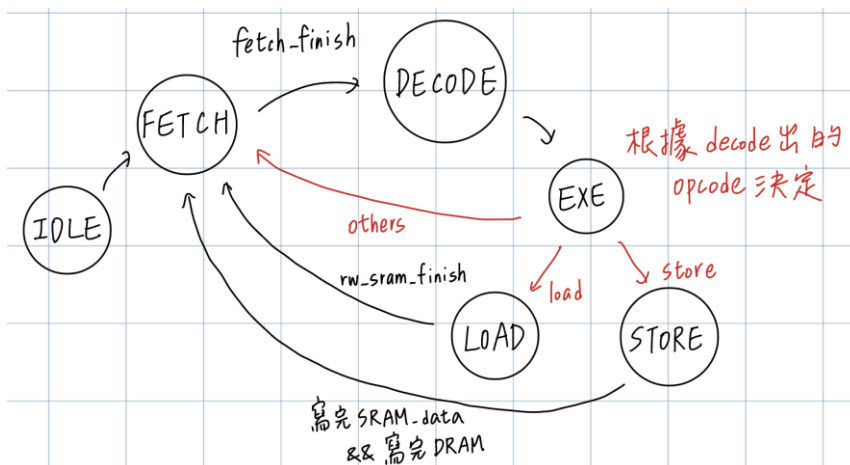 fetch_finish
DECODE
FETCH
根據 decode 出的
opcode 決定
EXE
IDLE
others
store
rw_sram_finish
load
LOAD
STORE
寫完 SRAM_data
&& 寫完 DRAM